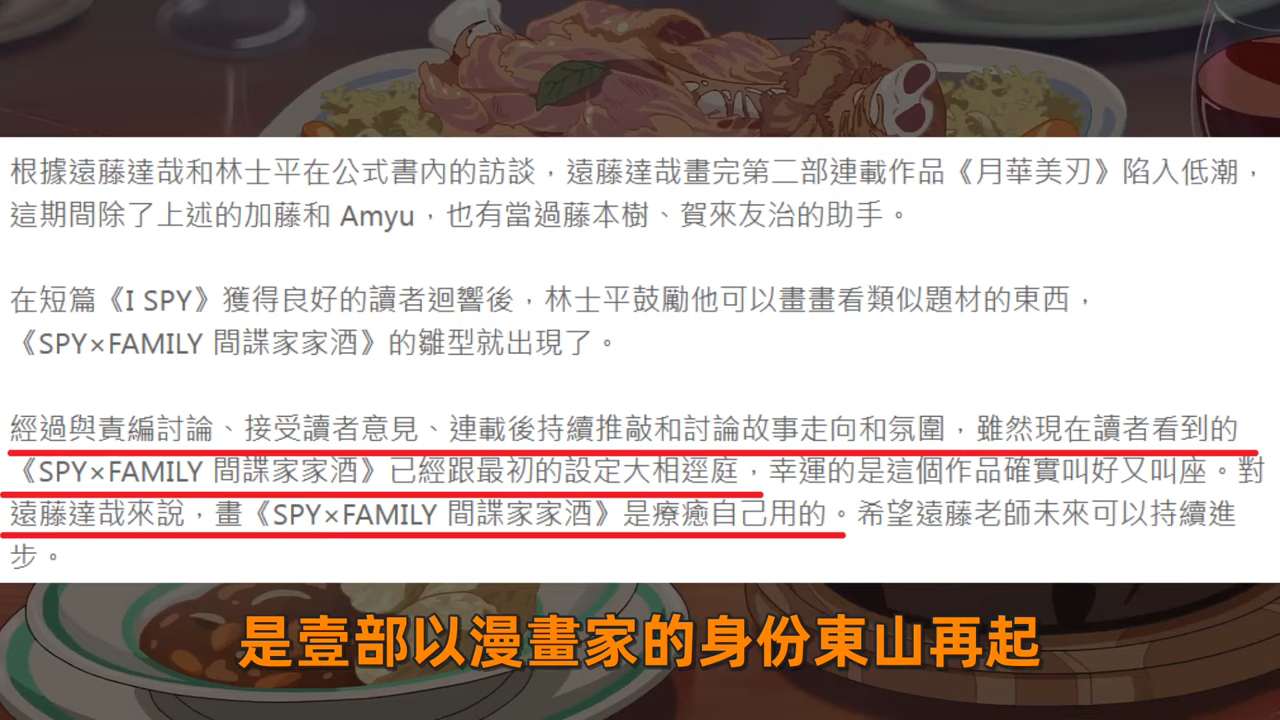 根據遠藤達哉和林士平在公式書內的訪談，遠藤達哉畫完第二部連載作品《月華美刃》陷入低潮，
這期間除了上述的加藤和 Amyu，也有當過藤本樹、賀來友治的助手。
在短篇《I SPY》獲得良好的讀者迴響後，林士平鼓勵他可以畫畫看類似題材的東西，
《SPY×FAMILY 間諜家家酒》的雛型就出現了。
經過與責編討論、接受讀者意見、連載後持續推敲和討論故事走向和氛圍，雖然現在讀者看到的
《SPY×FAMILY 間諜家家酒》已經跟最初的設定大相逕庭，幸運的是這個作品確實叫好又叫座。對
遠藤達哉來說，畫《SPY×FAMILY 間諜家家酒》是療癒自己用的。希望遠藤老師未來可以持續進
步。
是壹部以漫畫家的身份東山再起